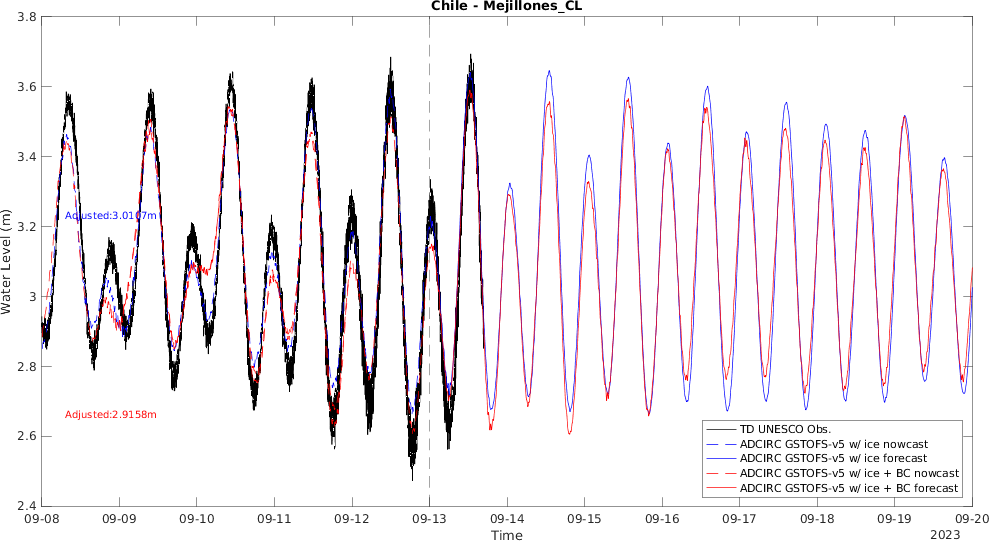 Chile - Mejillones_CL
3.8
3.6
3.4
3.2
3
2.8
2.6
2.4
Water Level (m)
Adjusted:3.0107m
Adjusted:2.9158m
TD UNESCO Obs.
ADCIRC GSTOFS-v5 w/ ice nowcast
ADCIRC GSTOFS-v5 w/ ice forecast
ADCIRC GSTOFS-v5 w/ ice + BC nowcast
ADCIRC GSTOFS-v5 w/ ice + BC forecast
09-08 09-09 09-10 09-11 09-12 09-13 09-14 09-15 09-16 09-17 09-18 09-19 09-20
Time
2023